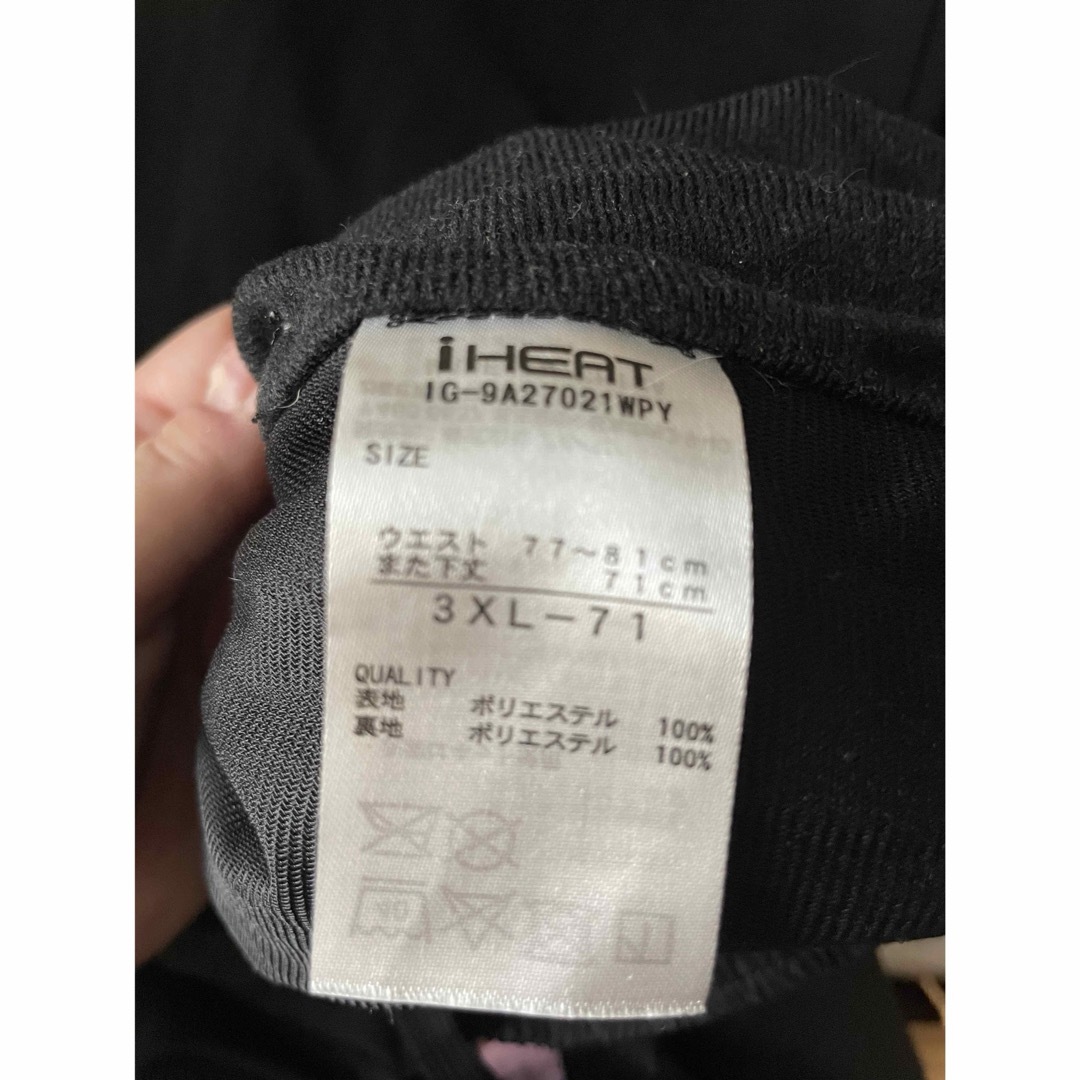 iHEAT
IG-9A27021WPY
SIZE
ウエスト 77〜81cm
また下丈 71cm
3XL-71
QUALITY
表地 ポリエステル 100%
裏地 ポリエステル 100%
40